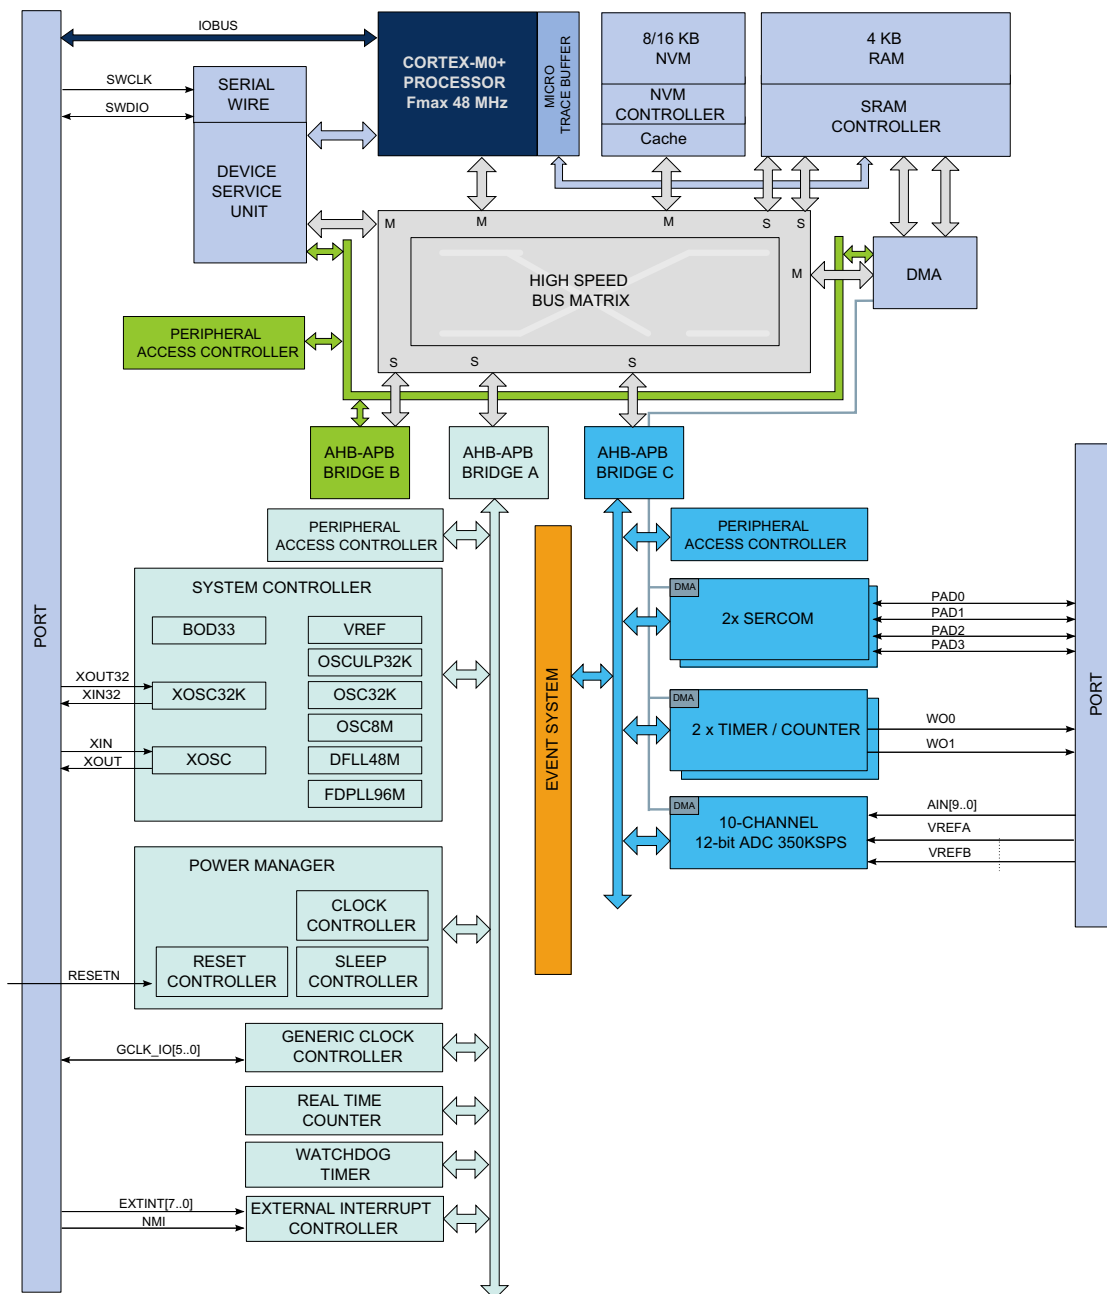 IOBUS
CORTEX-M0+
PROCESSOR
Fmax 48 MHz
MICRO
TRACE BUFFER
8/16 KB
NVM
NVM
CONTROLLER
Cache
4 KB
RAM
SRAM
CONTROLLER
SWCLK
SWDIO
SERIAL
WIRE
DEVICE
SERVICE
UNIT
M
M
M
S
S
M
HIGH SPEED
BUS MATRIX
DMA
PERIPHERAL
ACCESS CONTROLLER
S
S
S
AHB-APB
BRIDGE B
AHB-APB
BRIDGE A
AHB-APB
BRIDGE C
PERIPHERAL
ACCESS CONTROLLER
PERIPHERAL
ACCESS CONTROLLER
PORT
SYSTEM CONTROLLER
BOD33
VREF
OSCULP32K
XOSC32K
OSC32K
OSC8M
XOSC
DFLL48M
FDPLL96M
XOUT32
XIN32
XIN
XOUT
EVENT SYSTEM
DMA
2x SERCOM
PAD0
PAD1
PAD2
PAD3
DMA
2 x TIMER / COUNTER
WO0
WO1
DMA
10-CHANNEL
12-bit ADC 350KSPS
AIN[9..0]
VREFA
VREFB
PORT
POWER MANAGER
CLOCK
CONTROLLER
RESET
CONTROLLER
SLEEP
CONTROLLER
RESETN
GENERIC CLOCK
CONTROLLER
GCLK_IO[5..0]
REAL TIME
COUNTER
WATCHDOG
TIMER
EXTERNAL INTERRUPT
CONTROLLER
EXTINT[7..0]
NMI